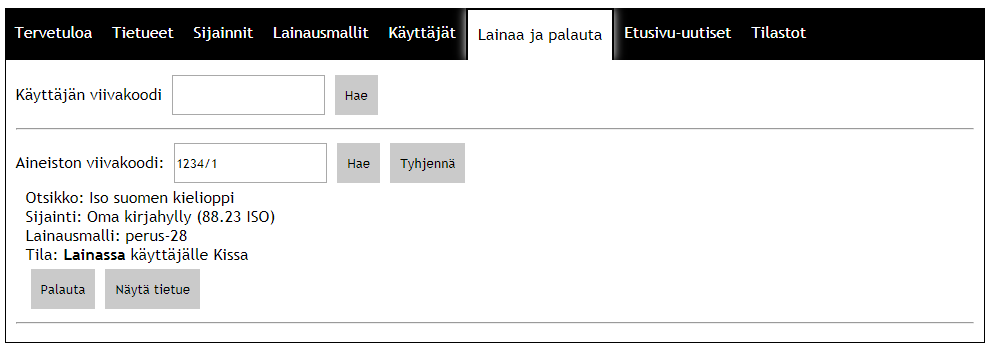 Tervetuloa Tietueet Sijainnit Lainausmallit Käyttäjät Lainaa ja palauta Etusivu-uutiset Tilastot
Käyttäjän viivakoodi Hae
Aineiston viivakoodi: 1234/1 Hae Tyhjennä
Otsikko: Iso suomen kielioppi
Sijainti: Oma kirjahylly (88.23 ISO)
Lainausmalli: perus-28
Tila: Lainassa käyttäjälle Kissa
Palauta Näytä tietue